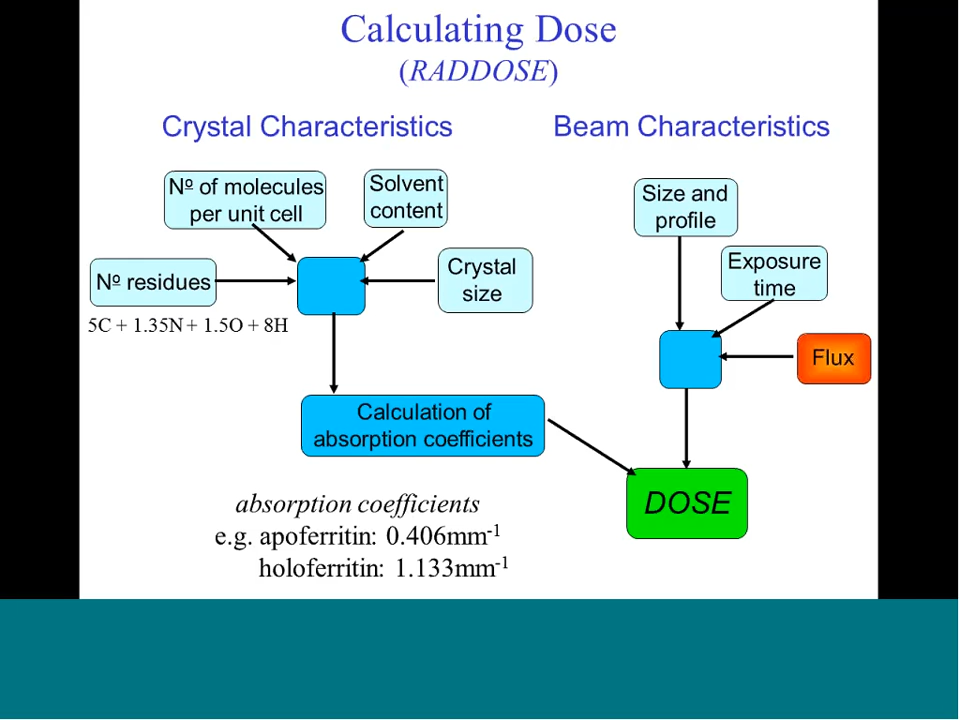 Calculating Dose
(RADDOSE)
Crystal Characteristics
Beam Characteristics
Nº of molecules
per unit cell
Solvent
content
Nº residues
Crystal
size
5C + 1.35N + 1.5O + 8H
Size and
profile
Exposure
time
Flux
Calculation of
absorption coefficients
DOSE
absorption coefficients
e.g. apoferritin: 0.406mm⁻¹
holoferritin: 1.133mm⁻¹